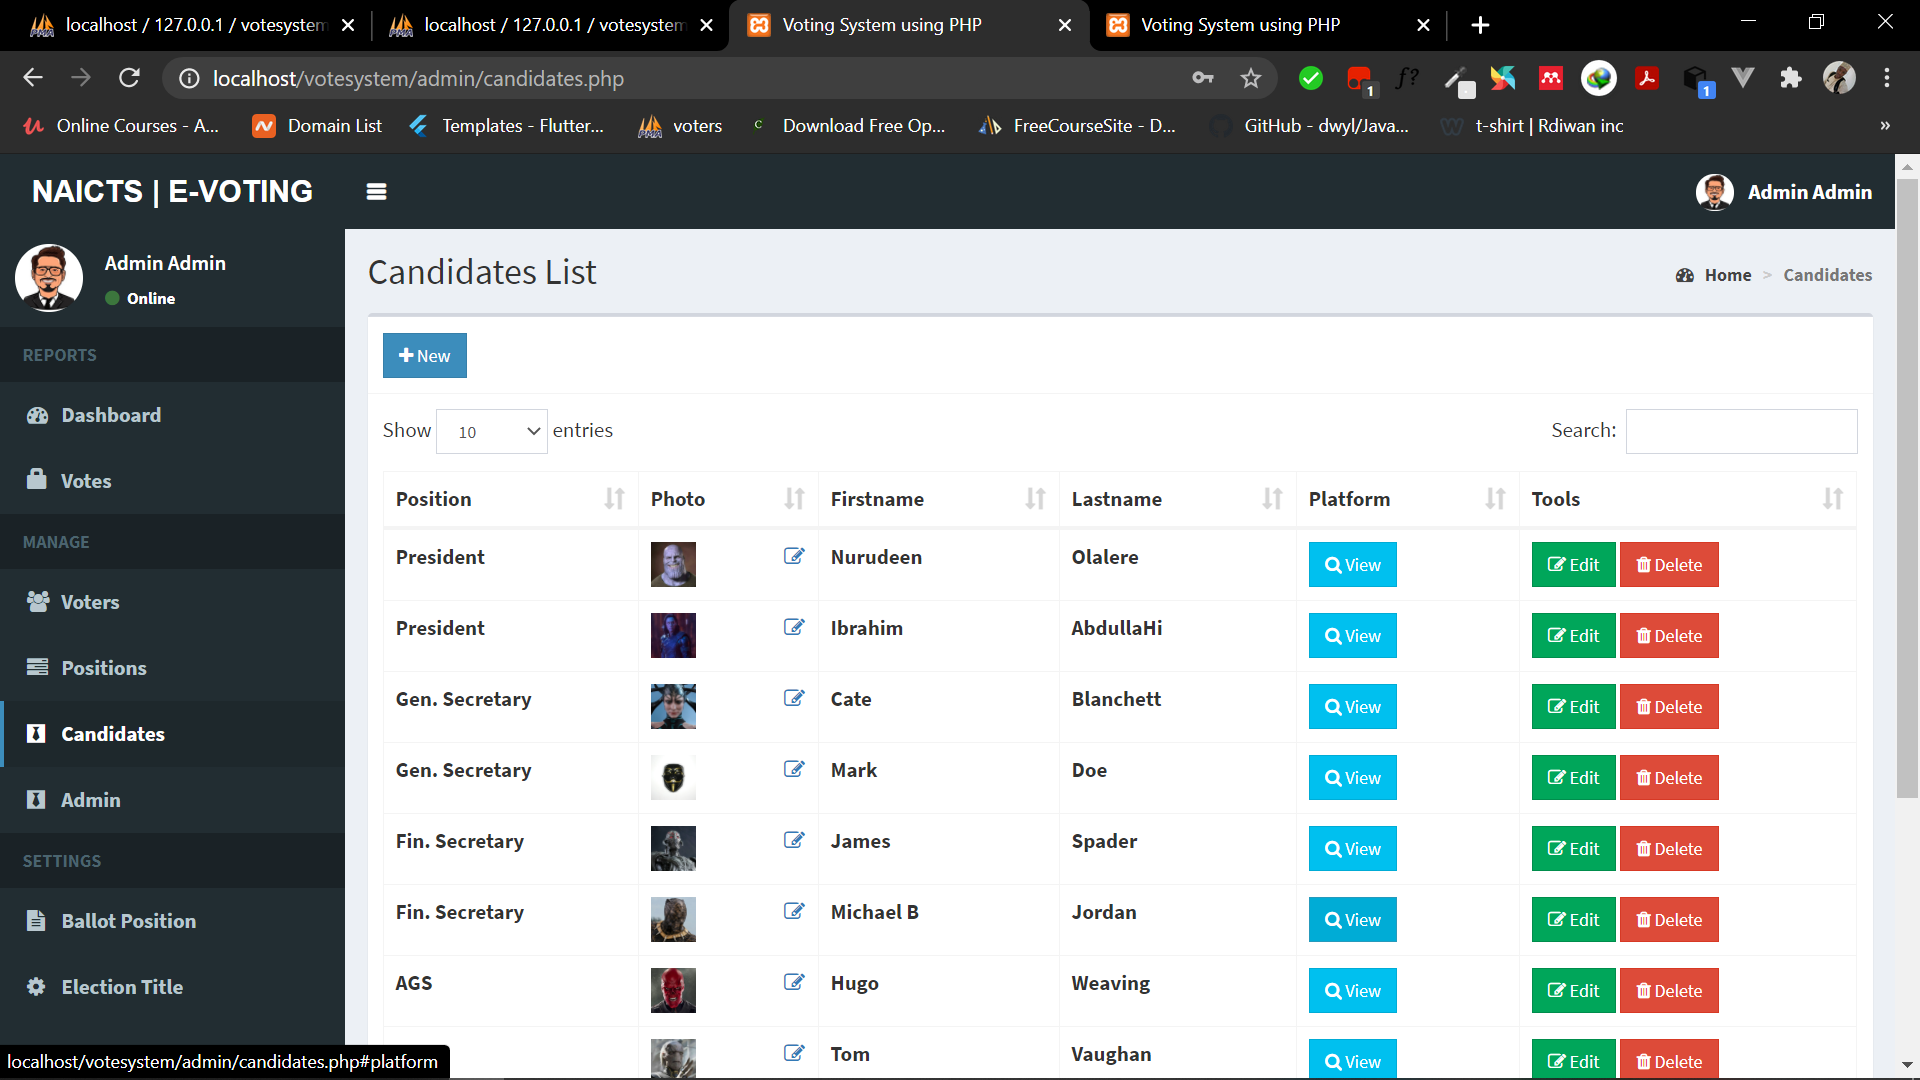 localhost / 127.0.0.1 / votesystem
localhost / 127.0.0.1 / votesystem
Voting System using PHP
Voting System using PHP
localhost/votesystem/admin/candidates.php
f?
1
1
Online Courses - A...
Domain List
Templates - Flutter...
voters
Download Free Op...
FreeCourseSite - D...
GitHub - dwyl/Java...
t-shirt | Rdiwan inc
»
NAICTS | E-VOTING
Admin Admin
Admin Admin
Online
REPORTS
Dashboard
Votes
MANAGE
Voters
Positions
Candidates
Admin
SETTINGS
Ballot Position
Election Title
Candidates List
Home > Candidates
New
Show 10 entries
Search:
Position Photo Firstname Lastname Platform Tools
President Nurudeen Olalere View Edit Delete
President Ibrahim AbdullaHi View Edit Delete
Gen. Secretary Cate Blanchett View Edit Delete
Gen. Secretary Mark Doe View Edit Delete
Fin. Secretary James Spader View Edit Delete
Fin. Secretary Michael B Jordan View Edit Delete
AGS Hugo Weaving View Edit Delete
Tom Vaughan View Edit Delete
localhost/votesystem/admin/candidates.php#platform